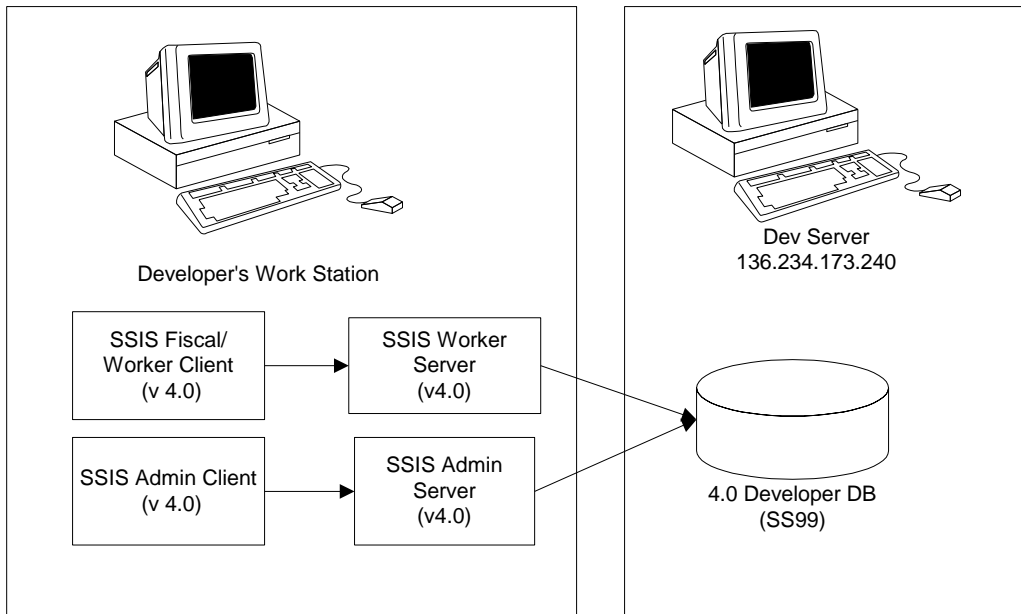 Developer's Work Station
SSIS Fiscal/
Worker Client
(v 4.0)
SSIS Worker
Server
(v4.0)
SSIS Admin Client
(v 4.0)
SSIS Admin
Server
(v4.0)
Dev Server
136.234.173.240
4.0 Developer DB
(SS99)